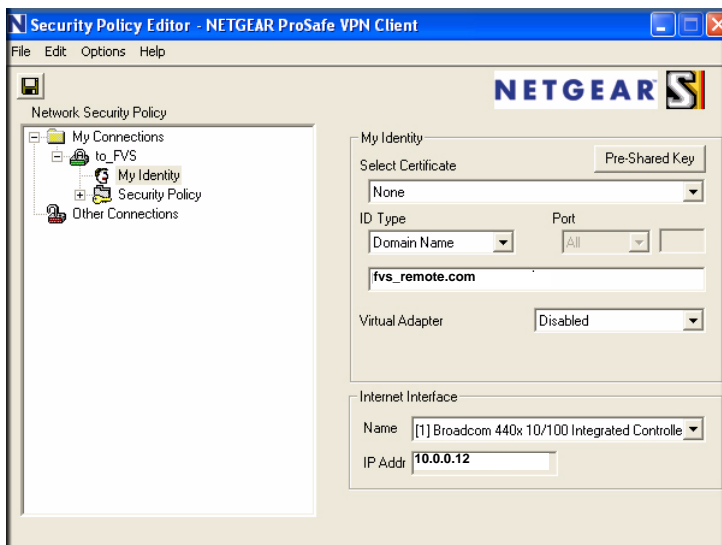 Security Policy Editor - NETGEAR ProSafe VPN Client
File Edit Options Help
NETGEAR
Network Security Policy
My Connections
to_FVS
My Identity
Security Policy
Other Connections
My Identity
Select Certificate
Pre-Shared Key
None
ID Type
Port
Domain Name
All
fvs_remote.com
Virtual Adapter
Disabled
Internet Interface
Name
[1] Broadcom 440x 10/100 Integrated Controlle
IP Addr
10.0.0.12